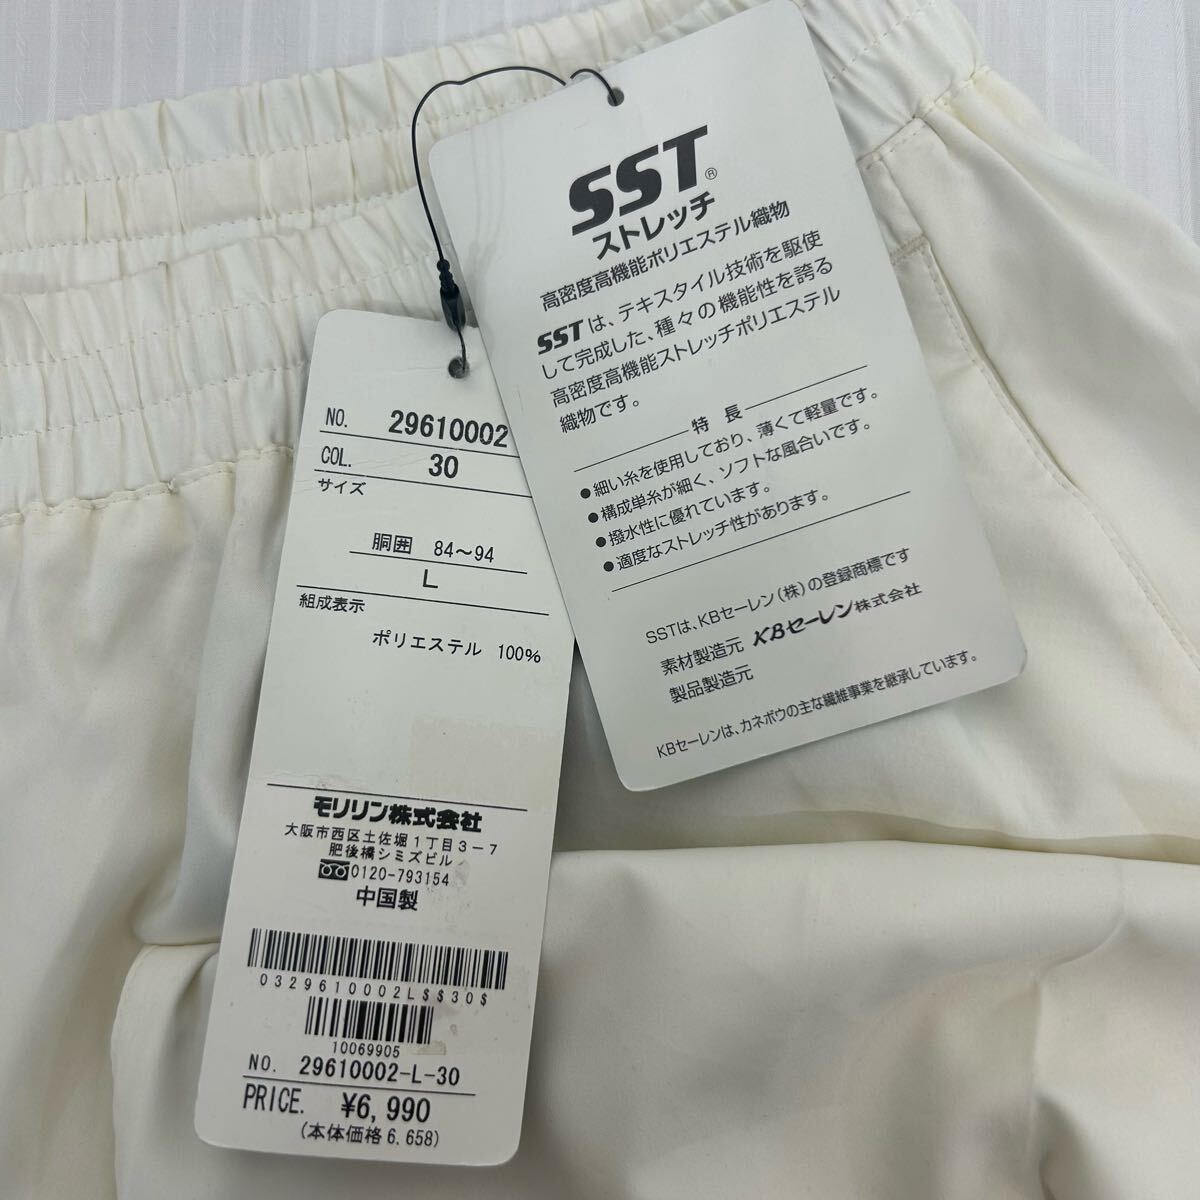 SST®
ストレッチ
高密度高機能ポリエステル織物
SSTは、テキスタイル技術を駆使
して完成した、種々の機能性を誇る
高密度高機能ストレッチポリエステル
織物です。
特長
●細い糸を使用しており、薄くて軽量です。
●構成単糸が細く、ソフトな風合いです。
●撥水性に優れています。
●適度なストレッチ性があります。
SSTは、KBセーレン(株)の登録商標です
素材製造元 KBセーレン株式会社
製品製造元
KBセーレンは、カネボウの主な繊維事業を継承しています。
NO. 29610002
COL. 30
サイズ
胴囲 84〜94
L
組成表示
ポリエステル 100%
モリリン株式会社
大阪市西区土佐堀1丁目3-7
肥後橋シミズビル
0120-793154
中国製
0329610002L$$30$
10069905
NO. 29610002-L-30
PRICE. ¥6,990
(本体価格6.658)